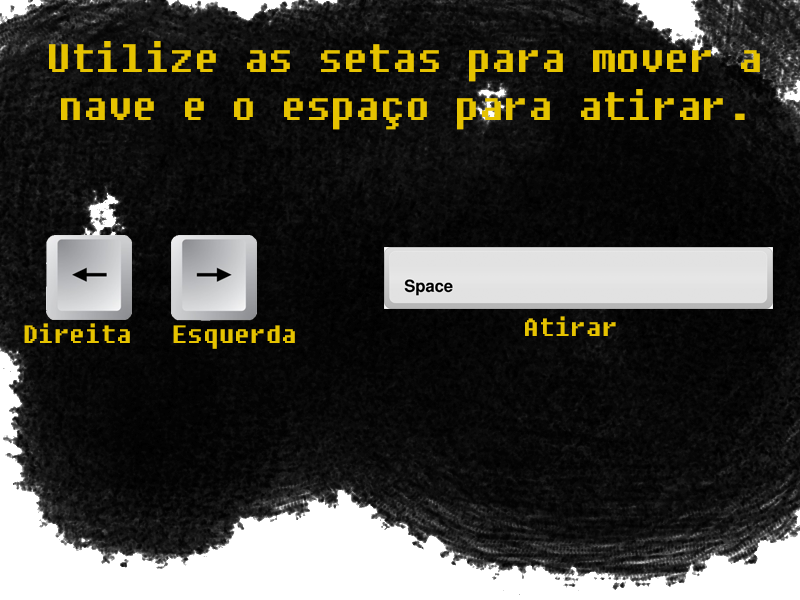 Utilize as setas para mover a
nave e o espaço para atirar.
← →
Space
Direita Esquerda
Atirar